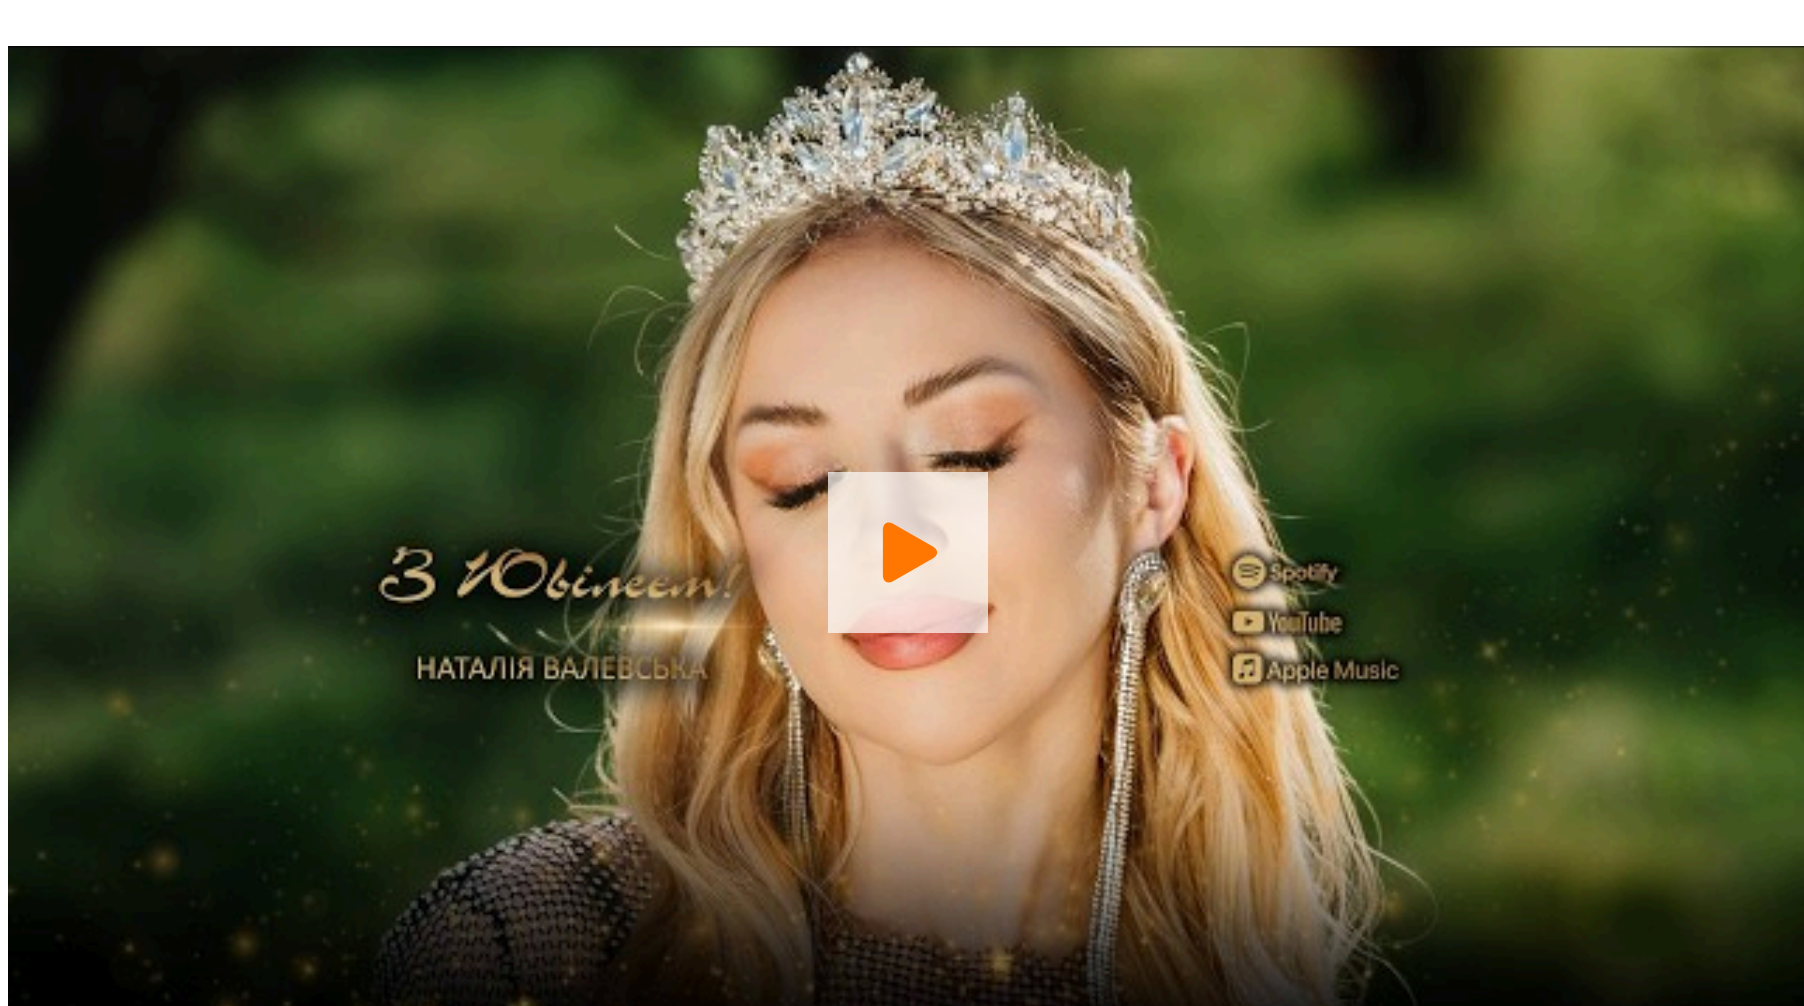 З Ювілеєм!
НАТАЛІЯ ВАЛЕВСЬКА
Spotify
YouTube
Apple Music